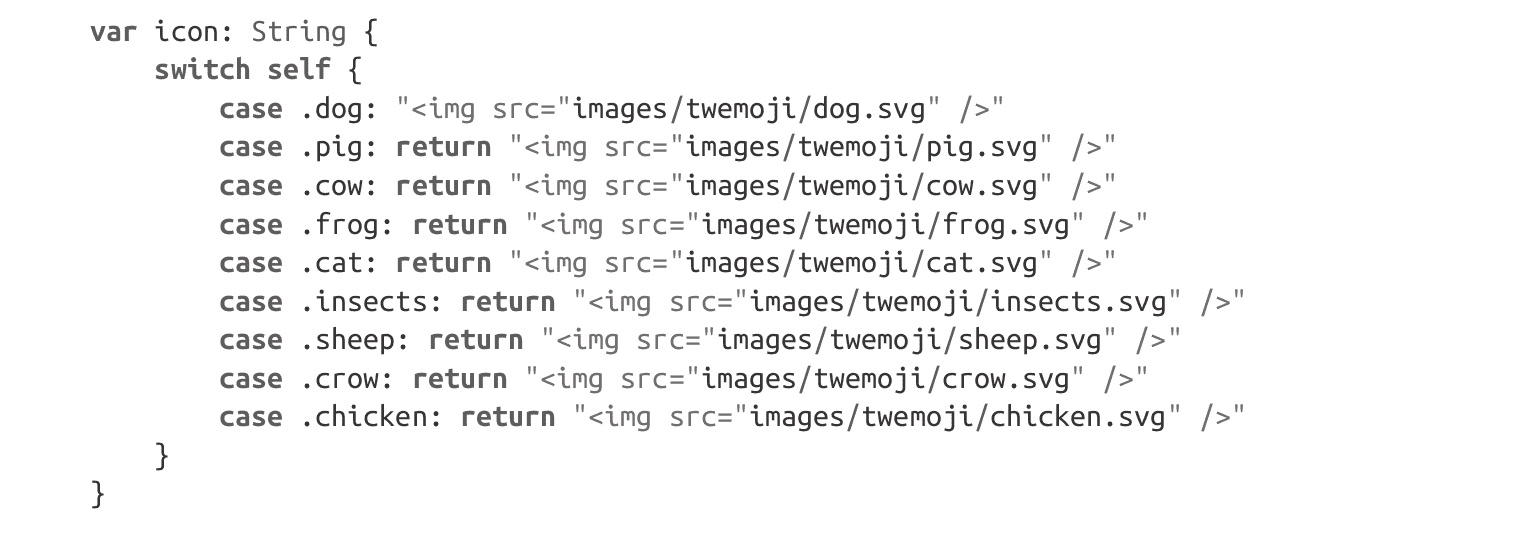 var icon: String {
switch self {
case .dog: "<img src="images/twemoji/dog.svg" />"
case .pig: return "<img src="images/twemoji/pig.svg" />"
case .cow: return "<img src="images/twemoji/cow.svg" />"
case .frog: return "<img src="images/twemoji/frog.svg" />"
case .cat: return "<img src="images/twemoji/cat.svg" />"
case .insects: return "<img src="images/twemoji/insects.svg" />"
case .sheep: return "<img src="images/twemoji/sheep.svg" />"
case .crow: return "<img src="images/twemoji/crow.svg" />"
case .chicken: return "<img src="images/twemoji/chicken.svg" />"
}
}